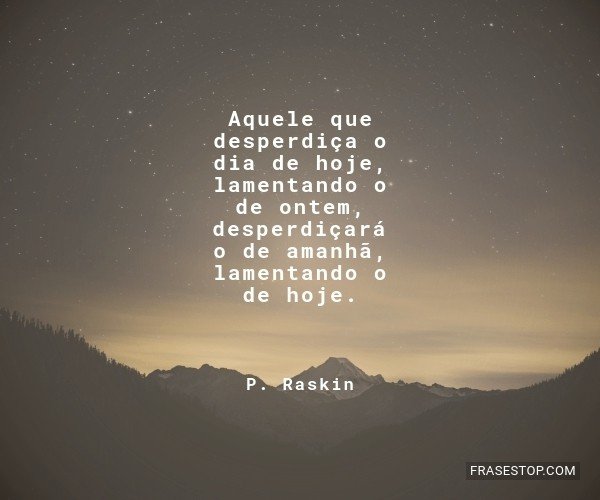 Aquele que
desperdiça o
dia de hoje,
lamentando o
de ontem,
desperdiçará
o de amanhã,
lamentando o
de hoje.
P. Raskin
FRASESTOP.COM